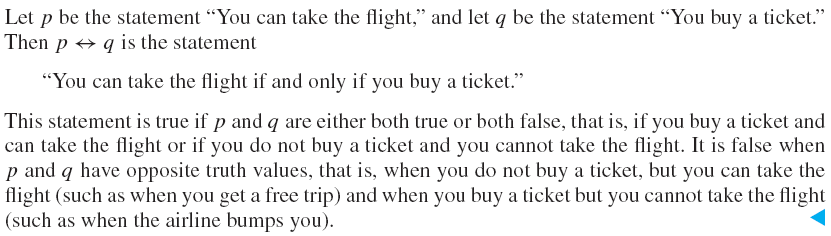 Let p be the statement “You can take the flight,” and let q be the statement “You buy a ticket.”
Then p ↔ q is the statement
“You can take the flight if and only if you buy a ticket.”
This statement is true if p and q are either both true or both false, that is, if you buy a ticket and
can take the flight or if you do not buy a ticket and you cannot take the flight. It is false when
p and q have opposite truth values, that is, when you do not buy a ticket, but you can take the
flight (such as when you get a free trip) and when you buy a ticket but you cannot take the flight
(such as when the airline bumps you).